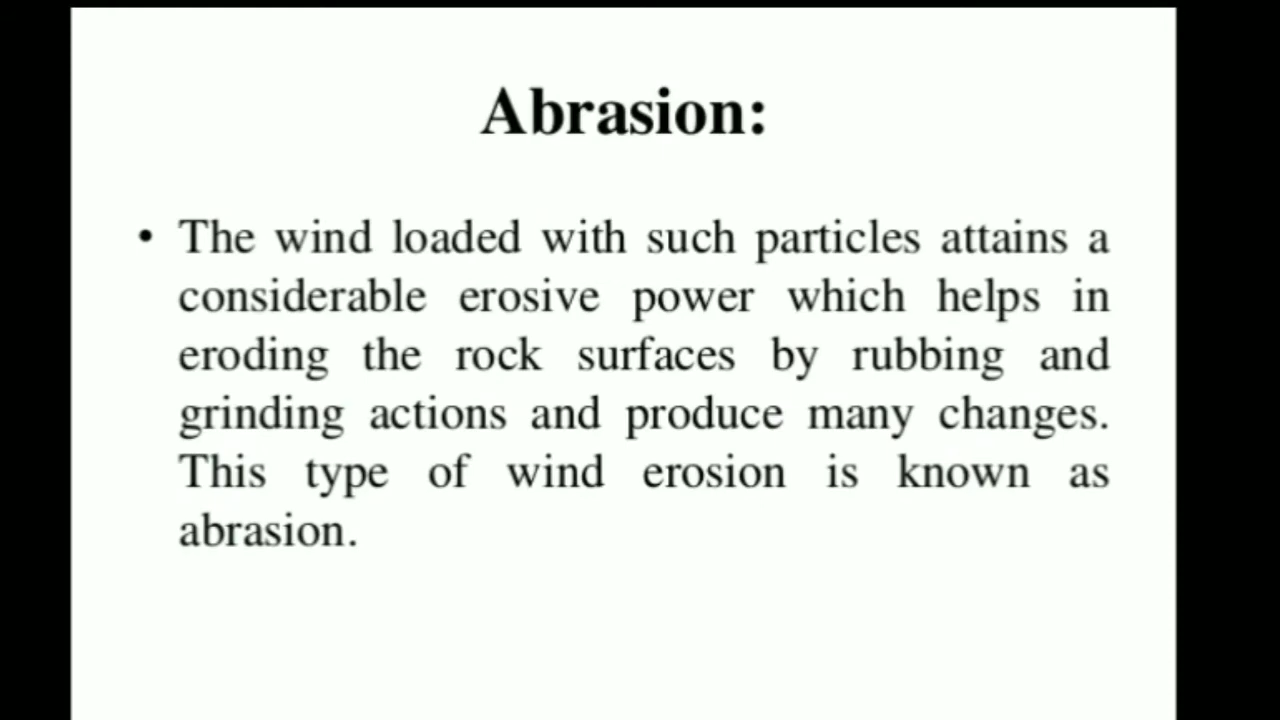 Abrasion:
• The wind loaded with such particles attains a
considerable erosive power which helps in
eroding the rock surfaces by rubbing and
grinding actions and produce many changes.
This type of wind erosion is known as
abrasion.